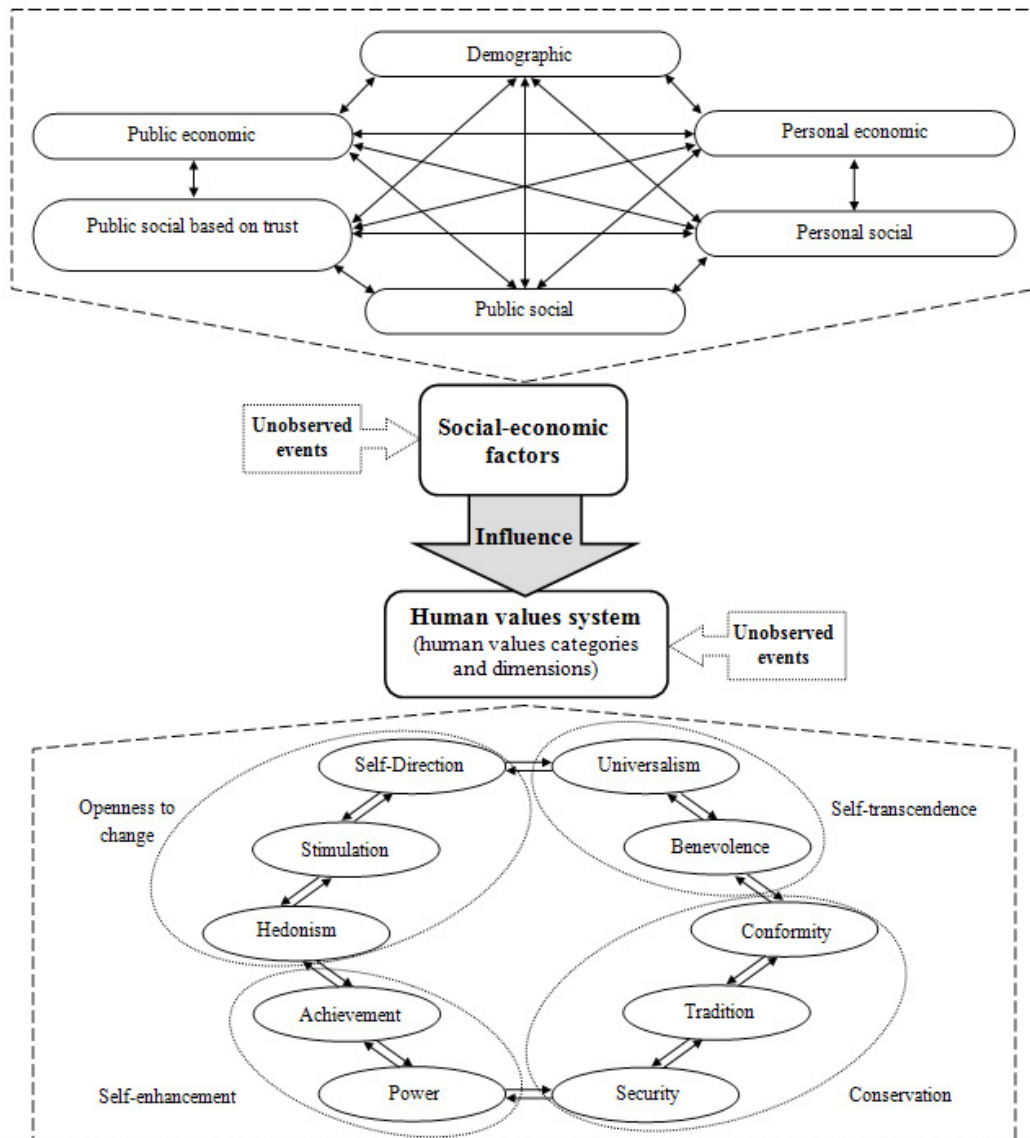 Demographic
Public economic
Personal economic
Public social based on trust
Personal social
Public social
Unobserved
events
Social-economic
factors
Influence
Human values system
(human values categories
and dimensions)
Unobserved
events
Self-Direction
Universalism
Openness to
change
Self-transcendence
Stimulation
Benevolence
Hedonism
Conformity
Achievement
Tradition
Self-enhancement
Power
Security
Conservation